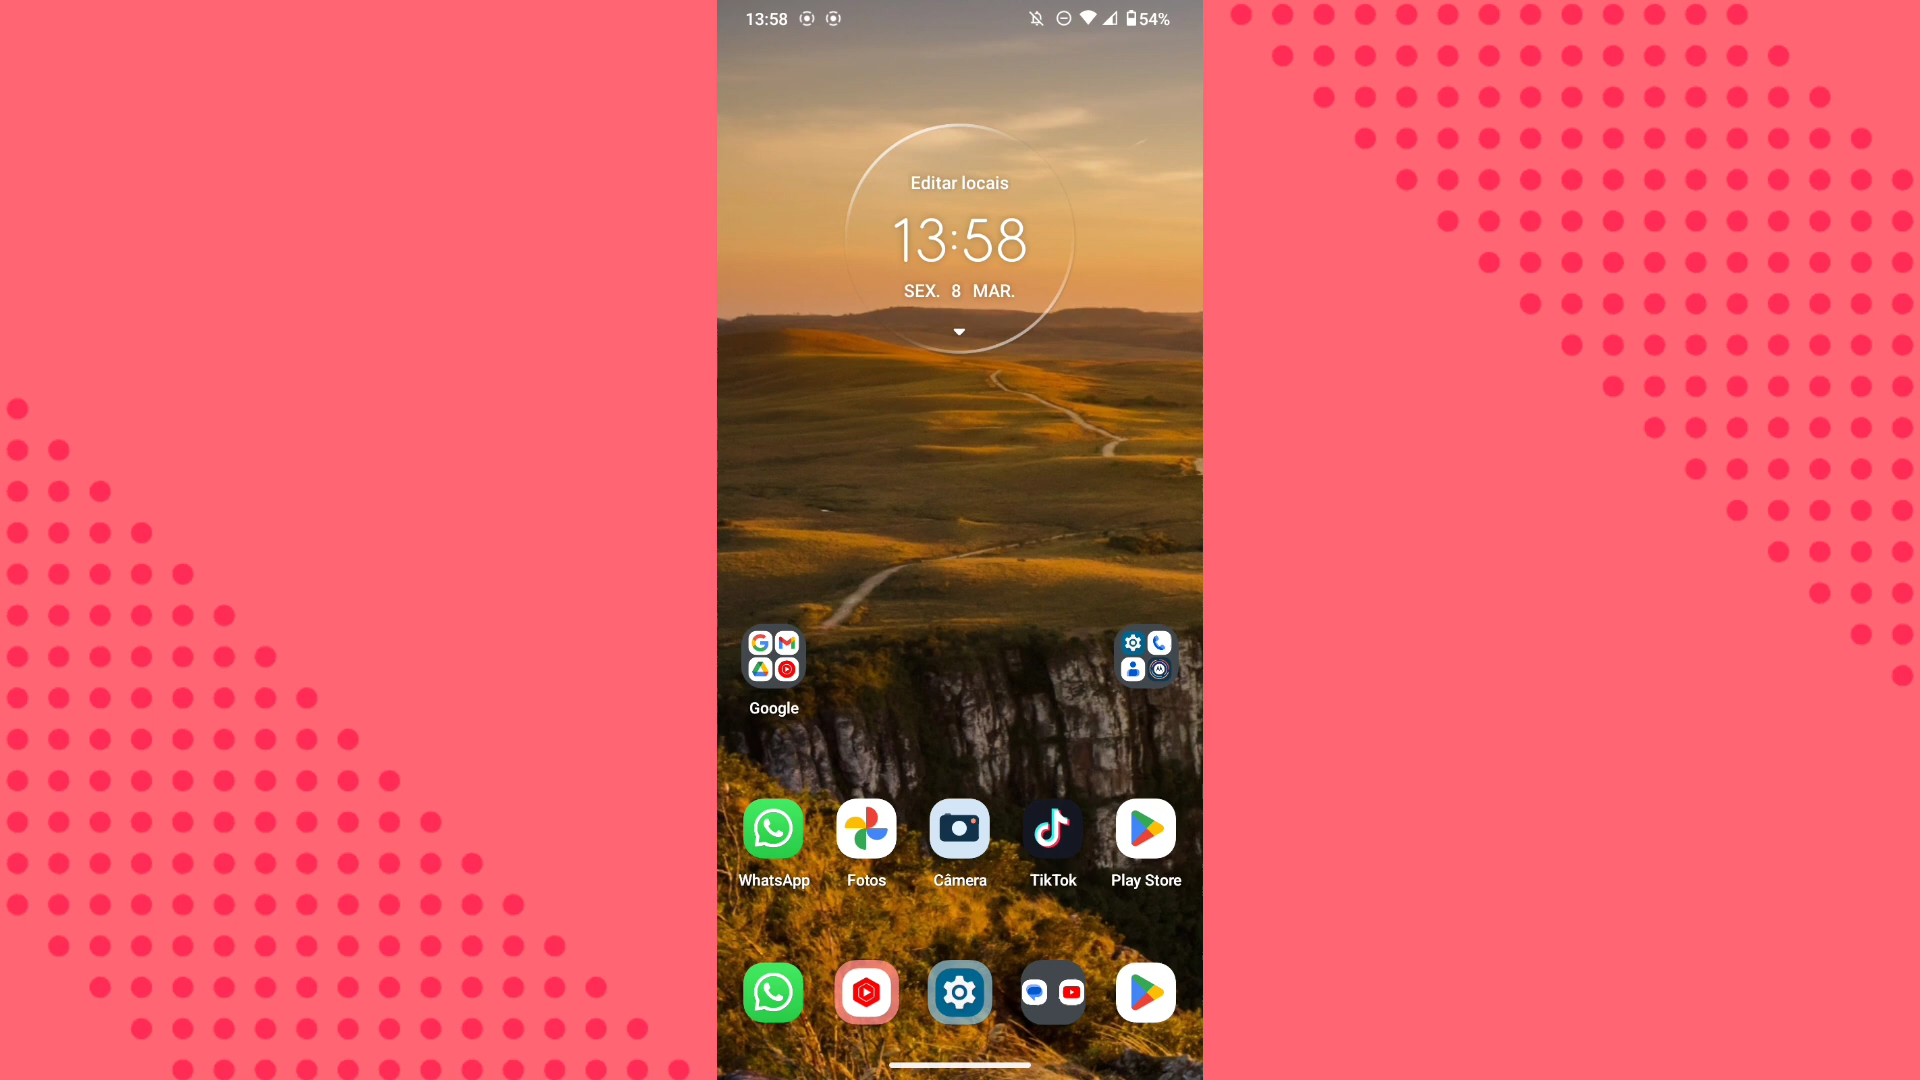 13:58 54%
Editar locais
13:58
SEX. 8 MAR.
Google
WhatsApp Fotos Câmera TikTok Play Store